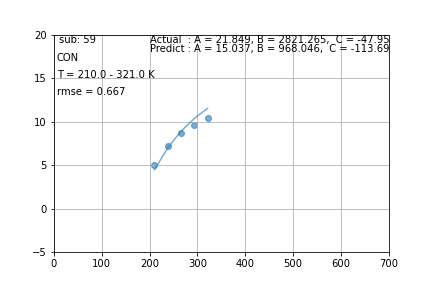 sub: 59
Actual : A = 21.849, B = 2821.265, C = -47.95
Predict : A = 15.037, B = 968.046, C = -113.69
CON
T = 210.0 - 321.0 K
rmse = 0.667
20
15
10
5
0
−5
0 100 200 300 400 500 600 700